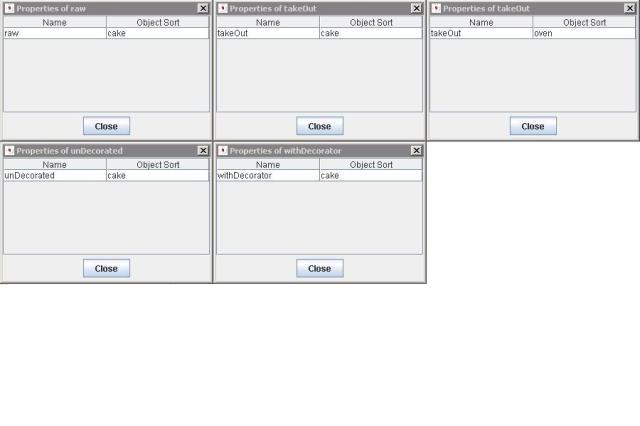 Properties of raw
Name Object Sort
raw cake
Close
Properties of takeOut
Name Object Sort
takeOut cake
Close
Properties of takeOut
Name Object Sort
takeOut oven
Close
Properties of unDecorated
Name Object Sort
unDecorated cake
Close
Properties of withDecorator
Name Object Sort
withDecorator cake
Close